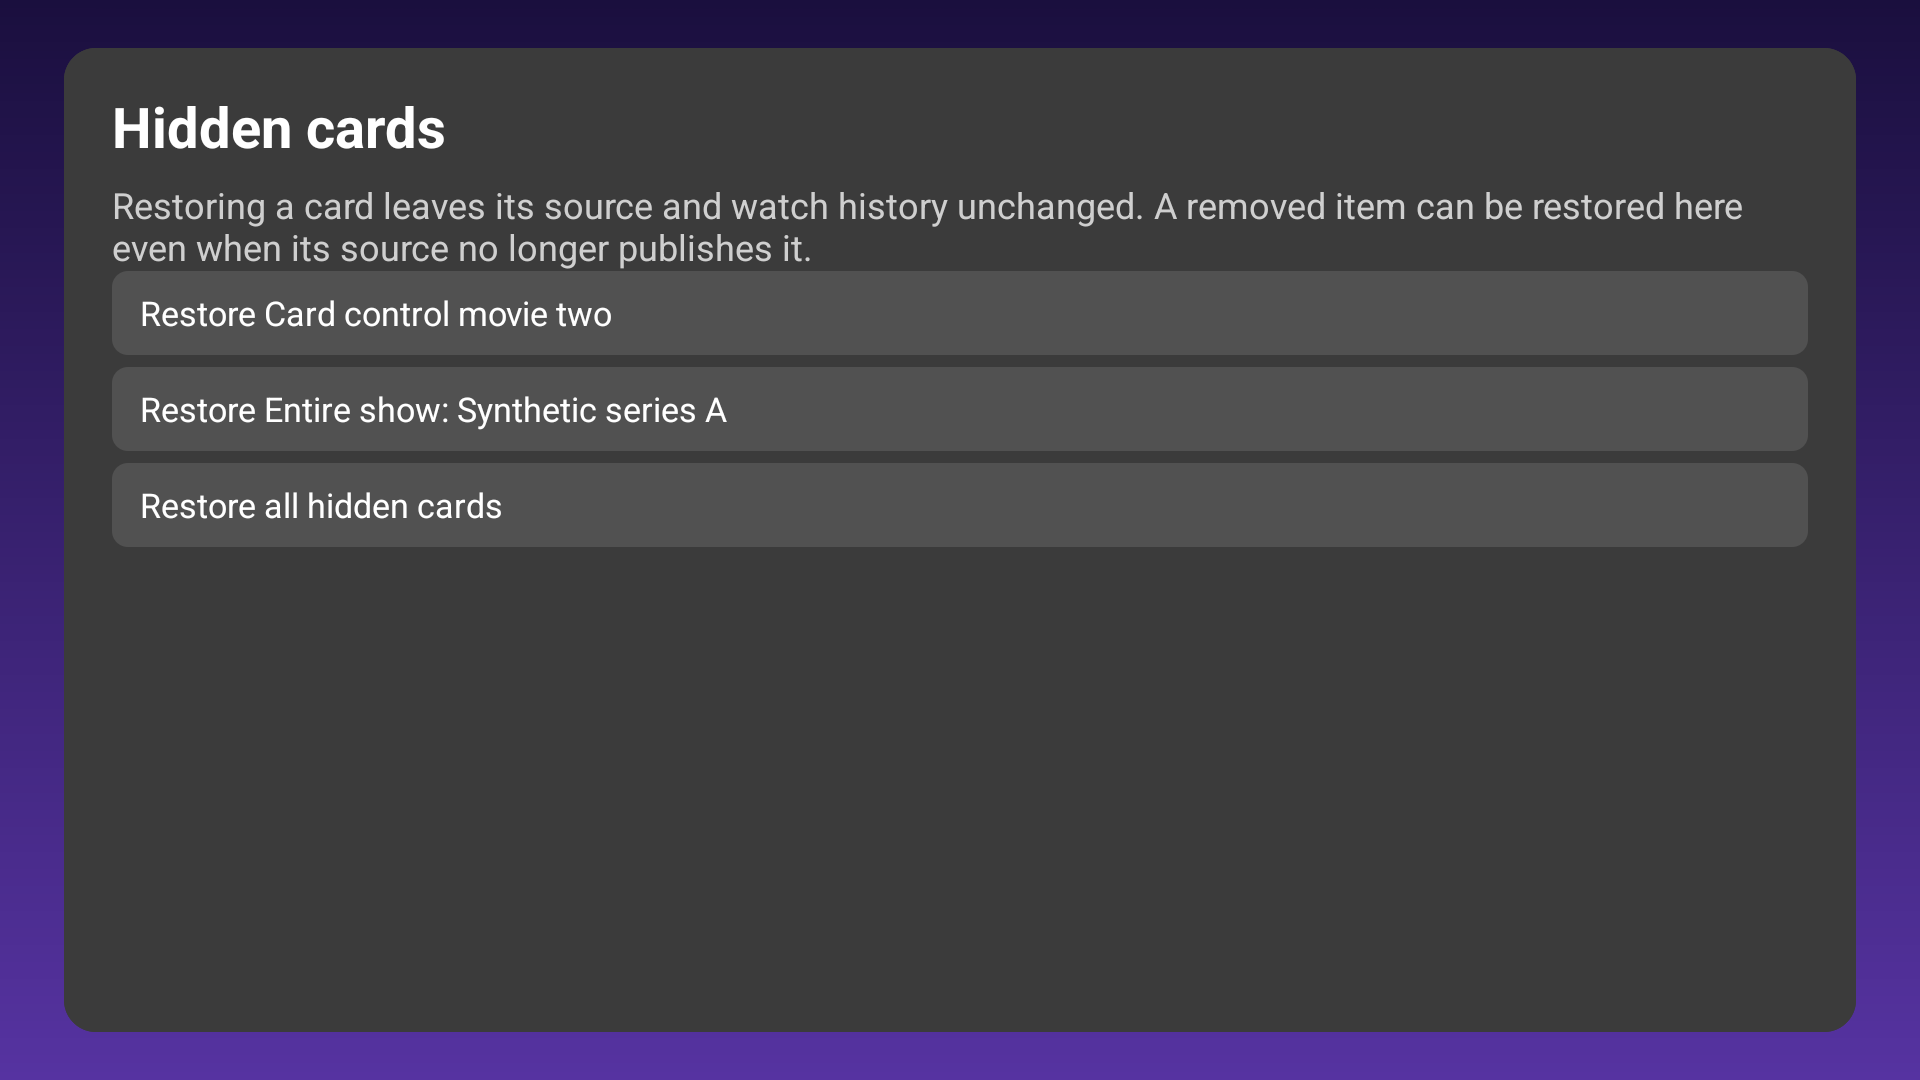 Hidden cards
Restoring a card leaves its source and watch history unchanged. A removed item can be restored here
even when its source no longer publishes it.
Restore Card control movie two
Restore Entire show: Synthetic series A
Restore all hidden cards